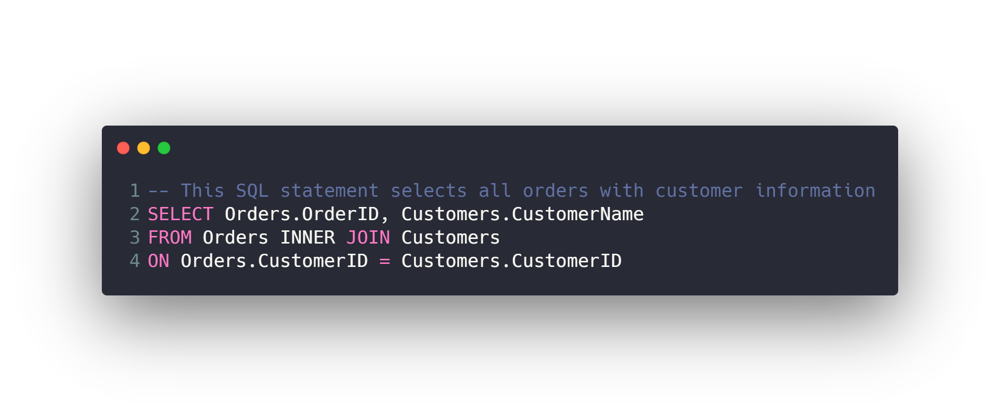 1 -- This SQL statement selects all orders with customer information
2 SELECT Orders.OrderID, Customers.CustomerName
3 FROM Orders INNER JOIN Customers
4 ON Orders.CustomerID = Customers.CustomerID